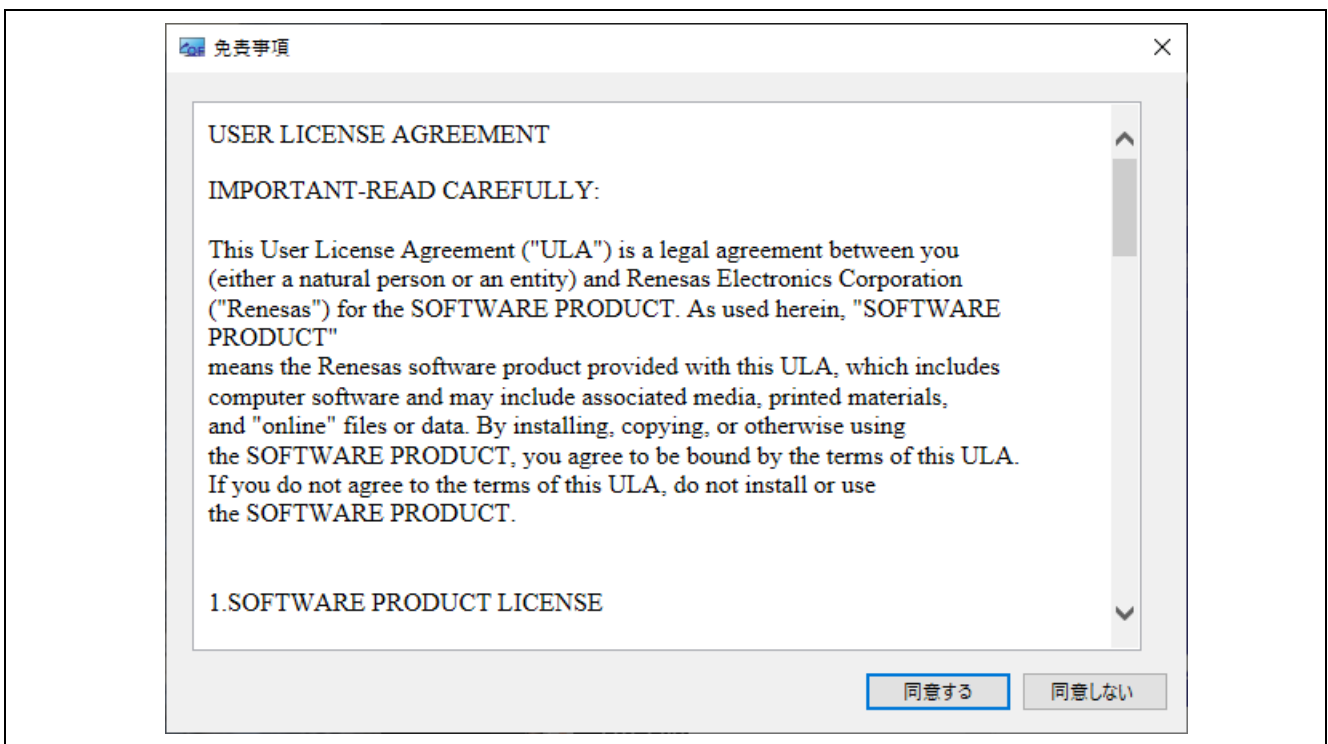 免責事項
USER LICENSE AGREEMENT
IMPORTANT-READ CAREFULLY:
This User License Agreement ("ULA") is a legal agreement between you
(either a natural person or an entity) and Renesas Electronics Corporation
("Renesas") for the SOFTWARE PRODUCT. As used herein, "SOFTWARE
PRODUCT"
means the Renesas software product provided with this ULA, which includes
computer software and may include associated media, printed materials,
and "online" files or data. By installing, copying, or otherwise using
the SOFTWARE PRODUCT, you agree to be bound by the terms of this ULA.
If you do not agree to the terms of this ULA, do not install or use
the SOFTWARE PRODUCT.
1.SOFTWARE PRODUCT LICENSE
同意する
同意しない